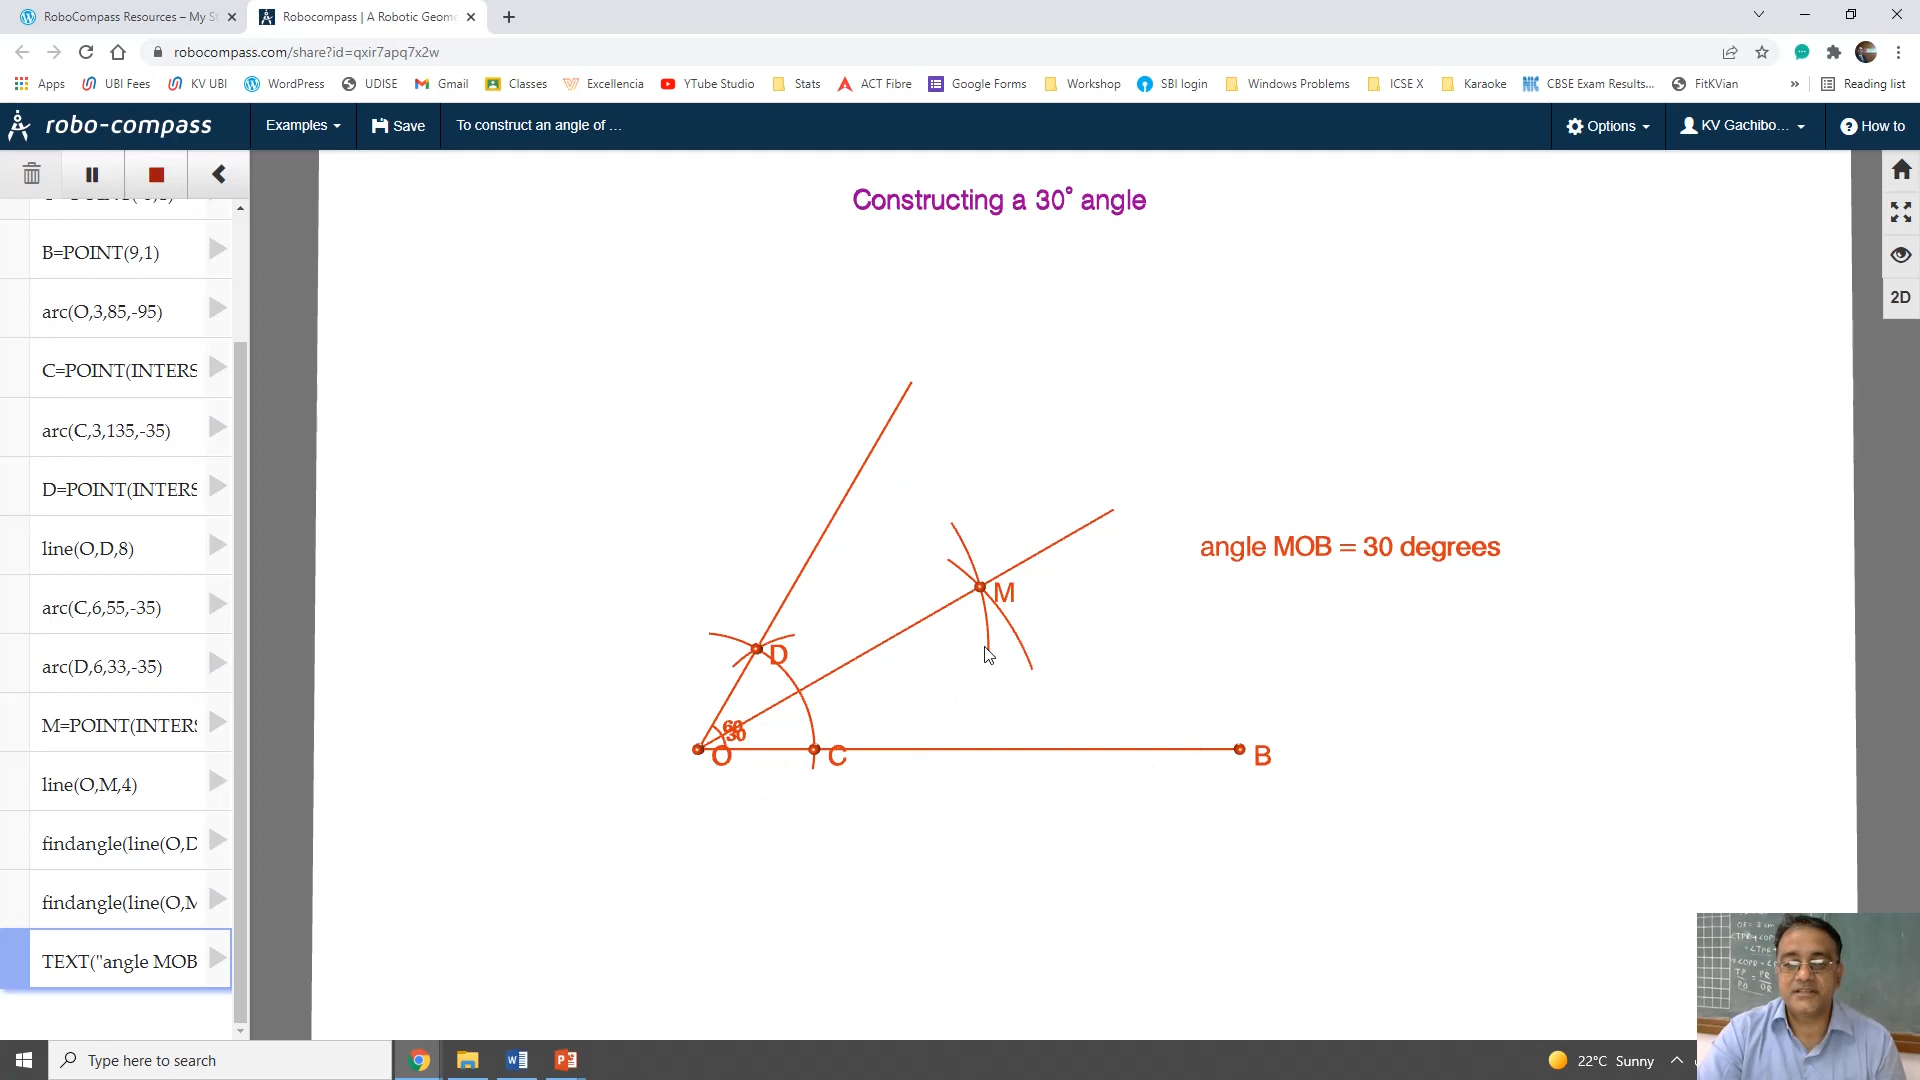 RoboCompass Resources – My S
Robocompass | A Robotic Geome
robocompass.com/share?id=qxir7apq7x2w
Apps UBI Fees KV UBI WordPress UDISE Gmail Classes Excellencia YTube Studio Stats ACT Fibre Google Forms Workshop SBI login Windows Problems ICSE X Karaoke CBSE Exam Results... FitKVian » Reading list
robo-compass Examples Save To construct an angle of ... Options KV Gachibo... How to
Constructing a 30° angle
2D
B=POINT(9,1)
arc(O,3,85,-95)
C=POINT(INTERS
arc(C,3,135,-35)
D=POINT(INTERS
line(O,D,8)
arc(C,6,55,-35)
arc(D,6,33,-35)
M=POINT(INTERS
line(O,M,4)
findangle(line(O,D
findangle(line(O,M
TEXT("angle MOB
angle MOB = 30 degrees
M
D
60
30
O
C
B
Type here to search
22°C Sunny